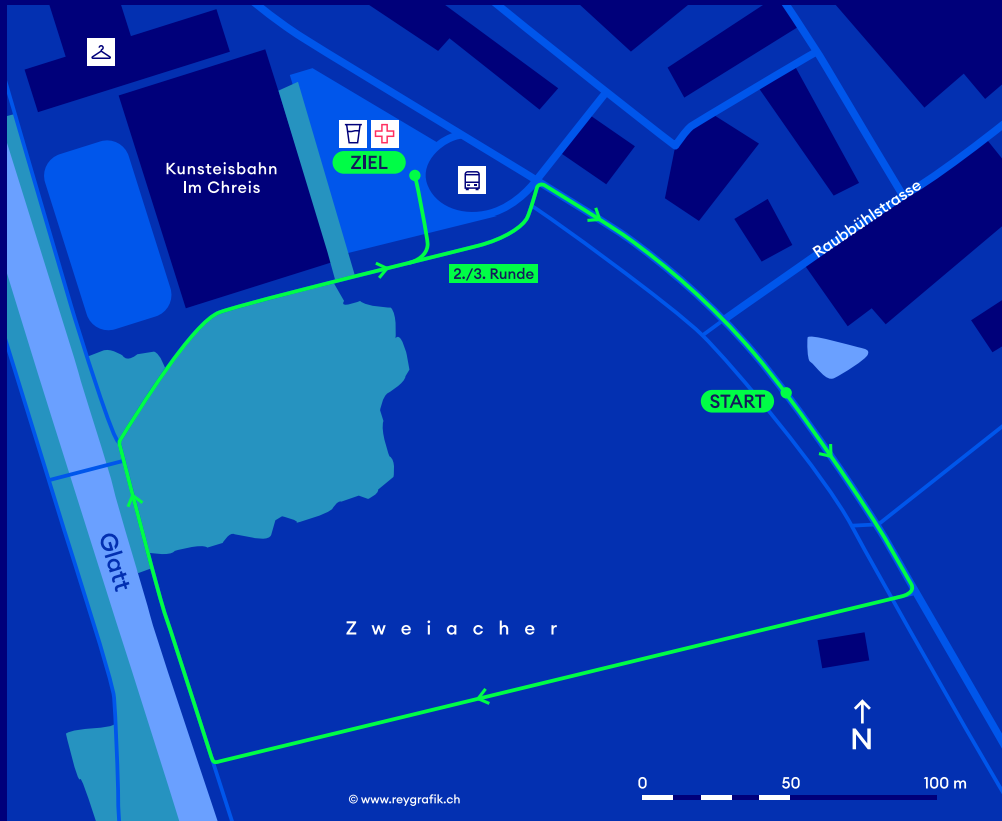 Kunsteisbahn
Im Chreis
ZIEL
2./3. Runde
Raubbühlstrasse
START
Glatt
Zweiacher
N
0 50 100 m
© www.reygrafik.ch